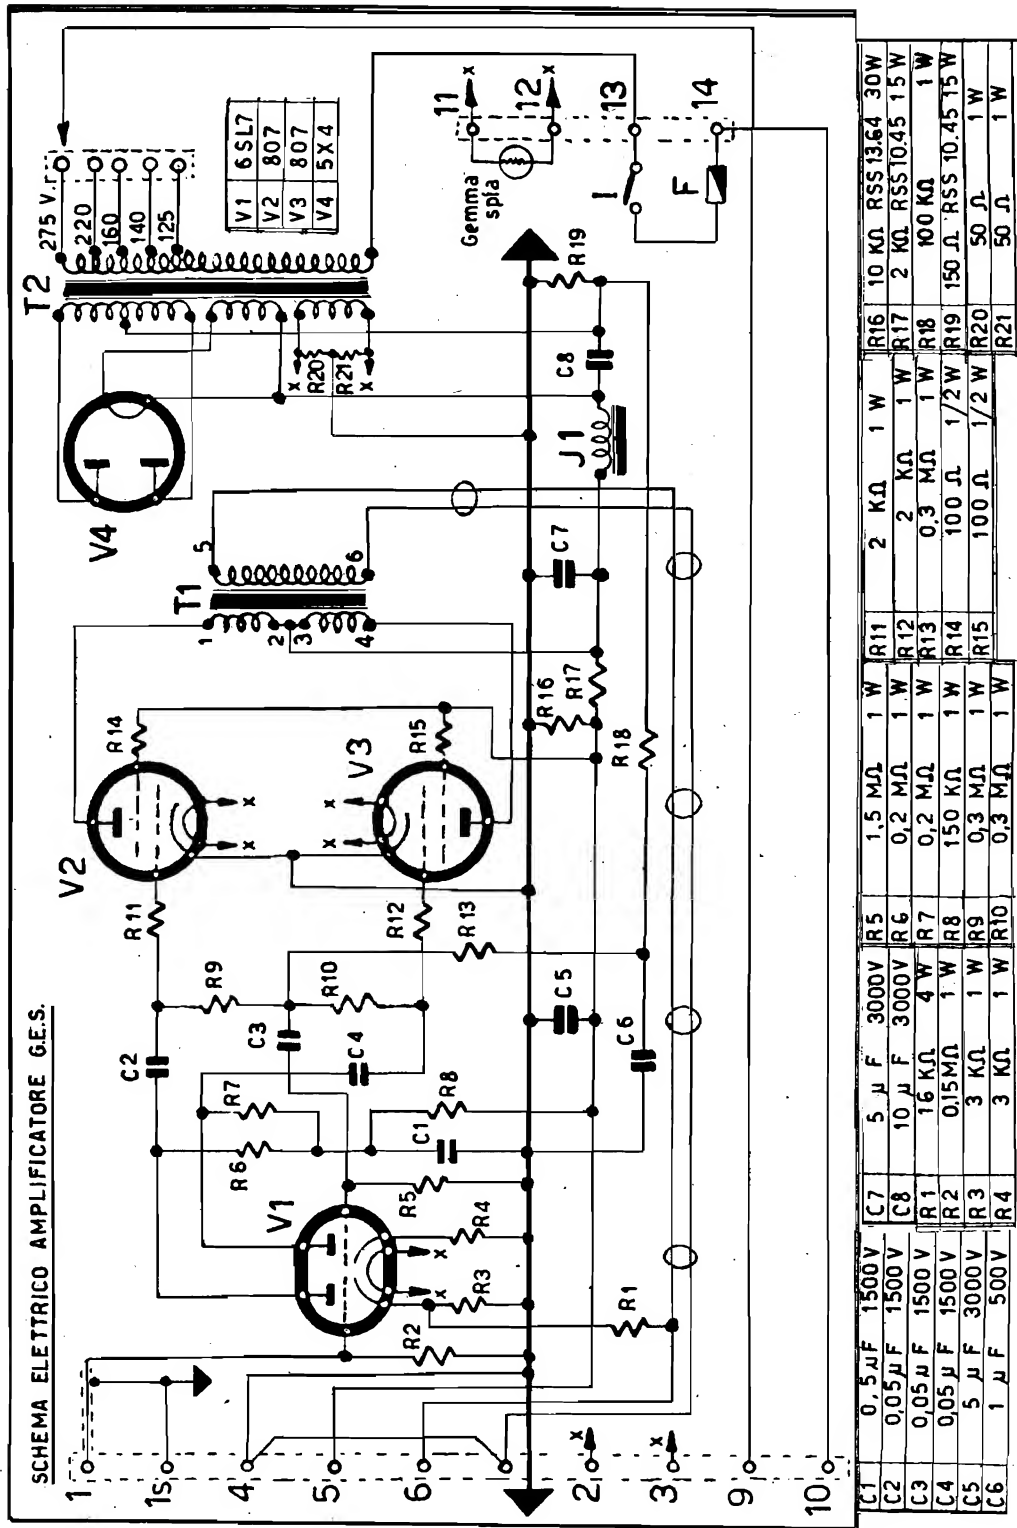 SCHEMA ELETTRICO AMPLIFICATORE G.E.S.
1
1s
4
5
6
7
2
x
3
x
9
10
V1
R2
R3
R4
R5
R1
x
x
R6
R7
C1
R8
C2
C3
C4
R9
R10
R11
R12
R13
C5
C6
V2
V3
x
x
x
x
R14
R15
R16
R17
R18
T1
1
2
3
4
5
6
C7
J1
C8
R19
V4
T2
x
R20
R21
x
275 V.r
220
160
140
125
V1 6SL7
V2 807
V3 807
V4 5X4
Gemma
spia
11
x
12
x
13
14
I
F
C1 0,5 µF 1500 V
C2 0,05 µF 1500 V
C3 0,05 µF 1500 V
C4 0,05 µF 1500 V
C5 5 µF 3000 V
C6 1 µF 500 V
C7 5 µF 3000V
C8 10 µF 3000V
R1 16 KΩ 4 W
R2 0,15MΩ 1 W
R3 3 KΩ 1 W
R4 3 KΩ 1 W
R5 1,5 MΩ 1 W
R6 0,2 MΩ 1 W
R7 0,2 MΩ 1 W
R8 150 KΩ 1 W
R9 0,3 MΩ 1 W
R10 0,3 MΩ 1 W
R11 2 KΩ 1 W
R12 2 KΩ 1 W
R13 0,3 MΩ 1 W
R14 100 Ω 1/2 W
R15 100 Ω 1/2 W
R16 10 KΩ RSS 13.64 30W
R17 2 KΩ RSS 10.45 15 W
R18 100 KΩ 1 W
R19 150 Ω RSS 10.45 15 W
R20 50 Ω 1 W
R21 50 Ω 1 W